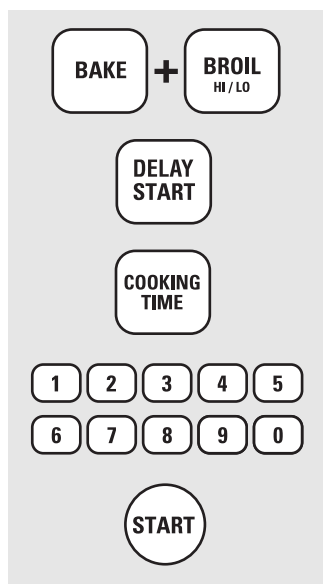 BAKE + BROIL
HI / LO
DELAY
START
COOKING
TIME
1 2 3 4 5
6 7 8 9 0
START